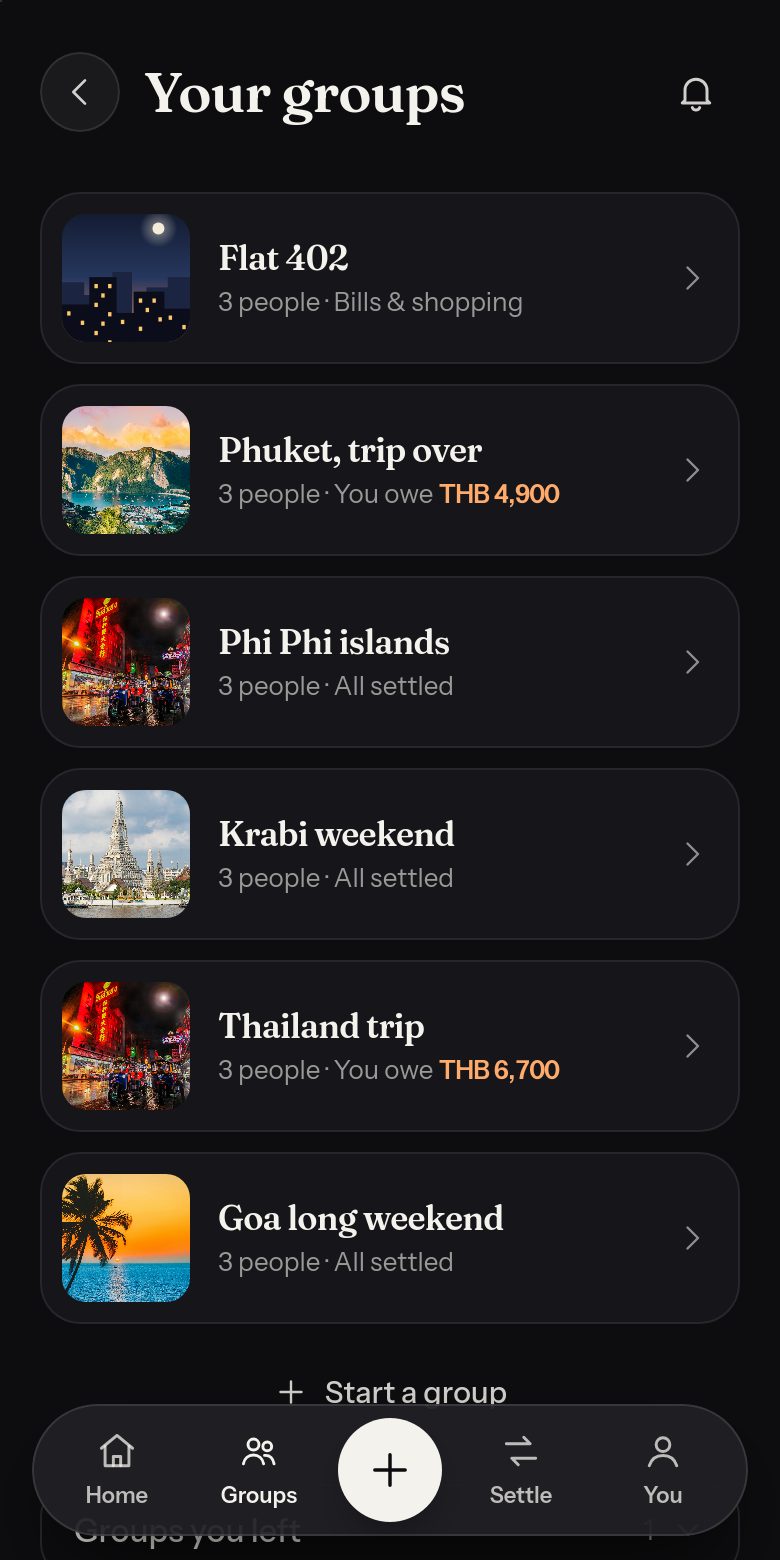 Your groups
Flat 402
3 people · Bills & shopping
Phuket, trip over
3 people · You owe THB 4,900
Phi Phi islands
3 people · All settled
Krabi weekend
3 people · All settled
Thailand trip
3 people · You owe THB 6,700
Goa long weekend
3 people · All settled
+ Start a group
Home
Groups
Settle
You
Groups you left 1